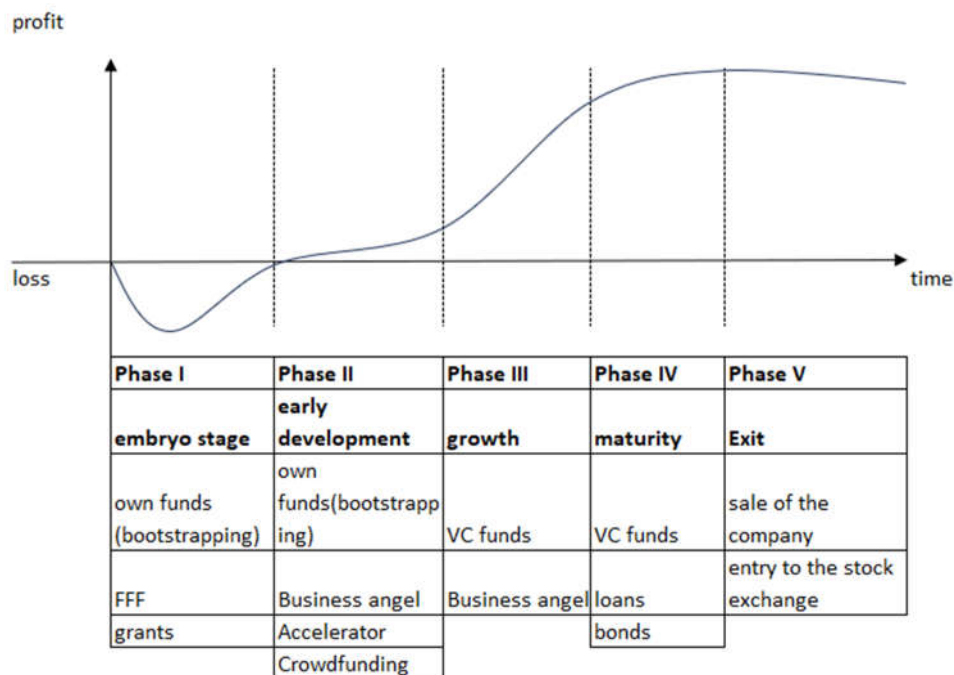 profit
loss
time
Phase I
Phase II
Phase III
Phase IV
Phase V
embryo stage
early
development
growth
maturity
Exit
own funds
(bootstrapping)
own
funds(bootstrapp
ing)
VC funds
VC funds
sale of the
company
FFF
Business angel
Business angel
loans
entry to the stock
exchange
grants
Accelerator
bonds
Crowdfunding